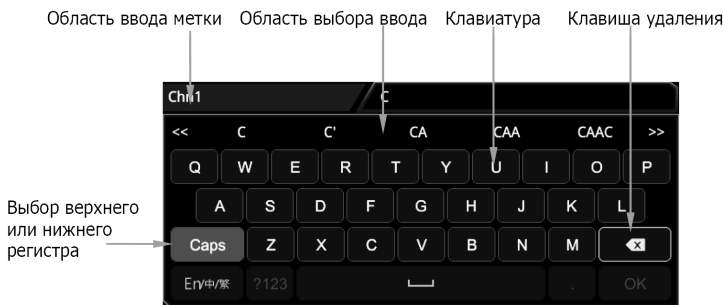 Область ввода метки Область выбора ввода Клавиатура Клавиша удаления
Chn1 C
<< C C' CA CAA CAAC >>
Q W E R T Y U I O P
A S D F G H J K L
Выбор верхнего
или нижнего
регистра
Caps Z X C V B N M
En/中/繁 ?123 . OK